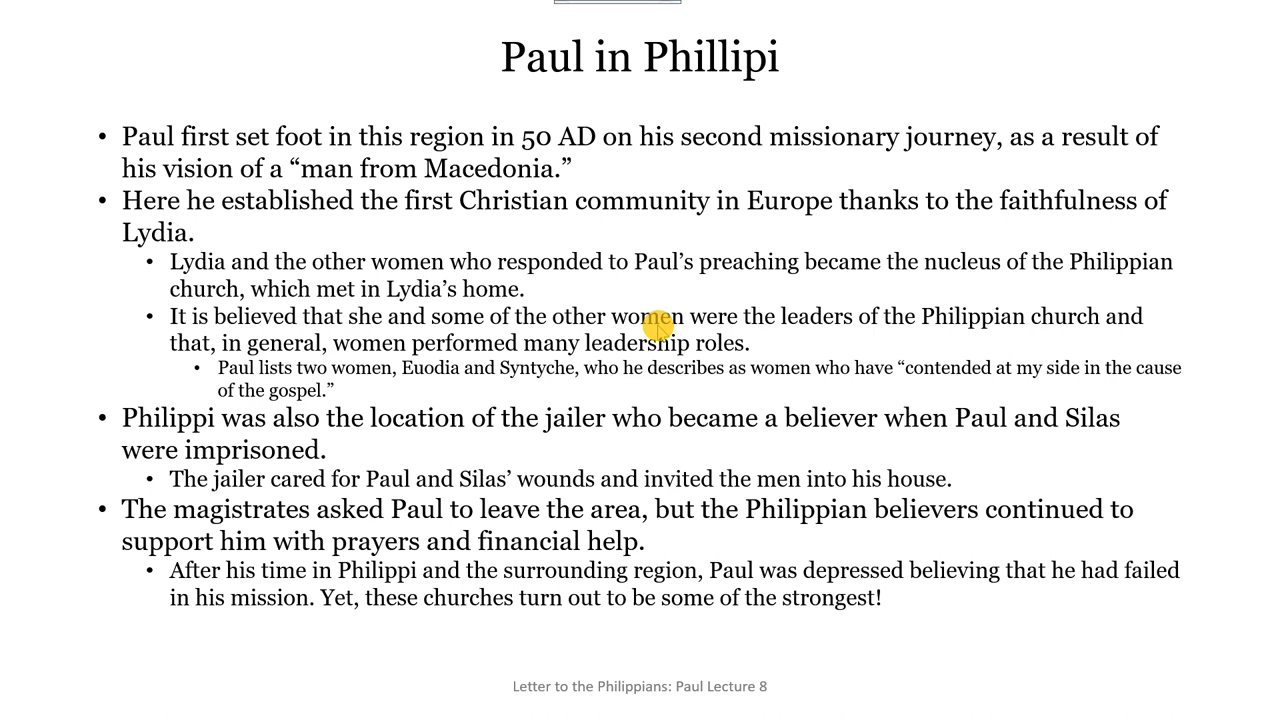 Paul in Phillipi
• Paul first set foot in this region in 50 AD on his second missionary journey, as a result of
his vision of a “man from Macedonia.”
• Here he established the first Christian community in Europe thanks to the faithfulness of
Lydia.
• Lydia and the other women who responded to Paul’s preaching became the nucleus of the Philippian
church, which met in Lydia’s home.
• It is believed that she and some of the other women were the leaders of the Philippian church and
that, in general, women performed many leadership roles.
• Paul lists two women, Euodia and Syntyche, who he describes as women who have “contended at my side in the cause
of the gospel.”
• Philippi was also the location of the jailer who became a believer when Paul and Silas
were imprisoned.
• The jailer cared for Paul and Silas’ wounds and invited the men into his house.
• The magistrates asked Paul to leave the area, but the Philippian believers continued to
support him with prayers and financial help.
• After his time in Philippi and the surrounding region, Paul was depressed believing that he had failed
in his mission. Yet, these churches turn out to be some of the strongest!
Letter to the Philippians: Paul Lecture 8